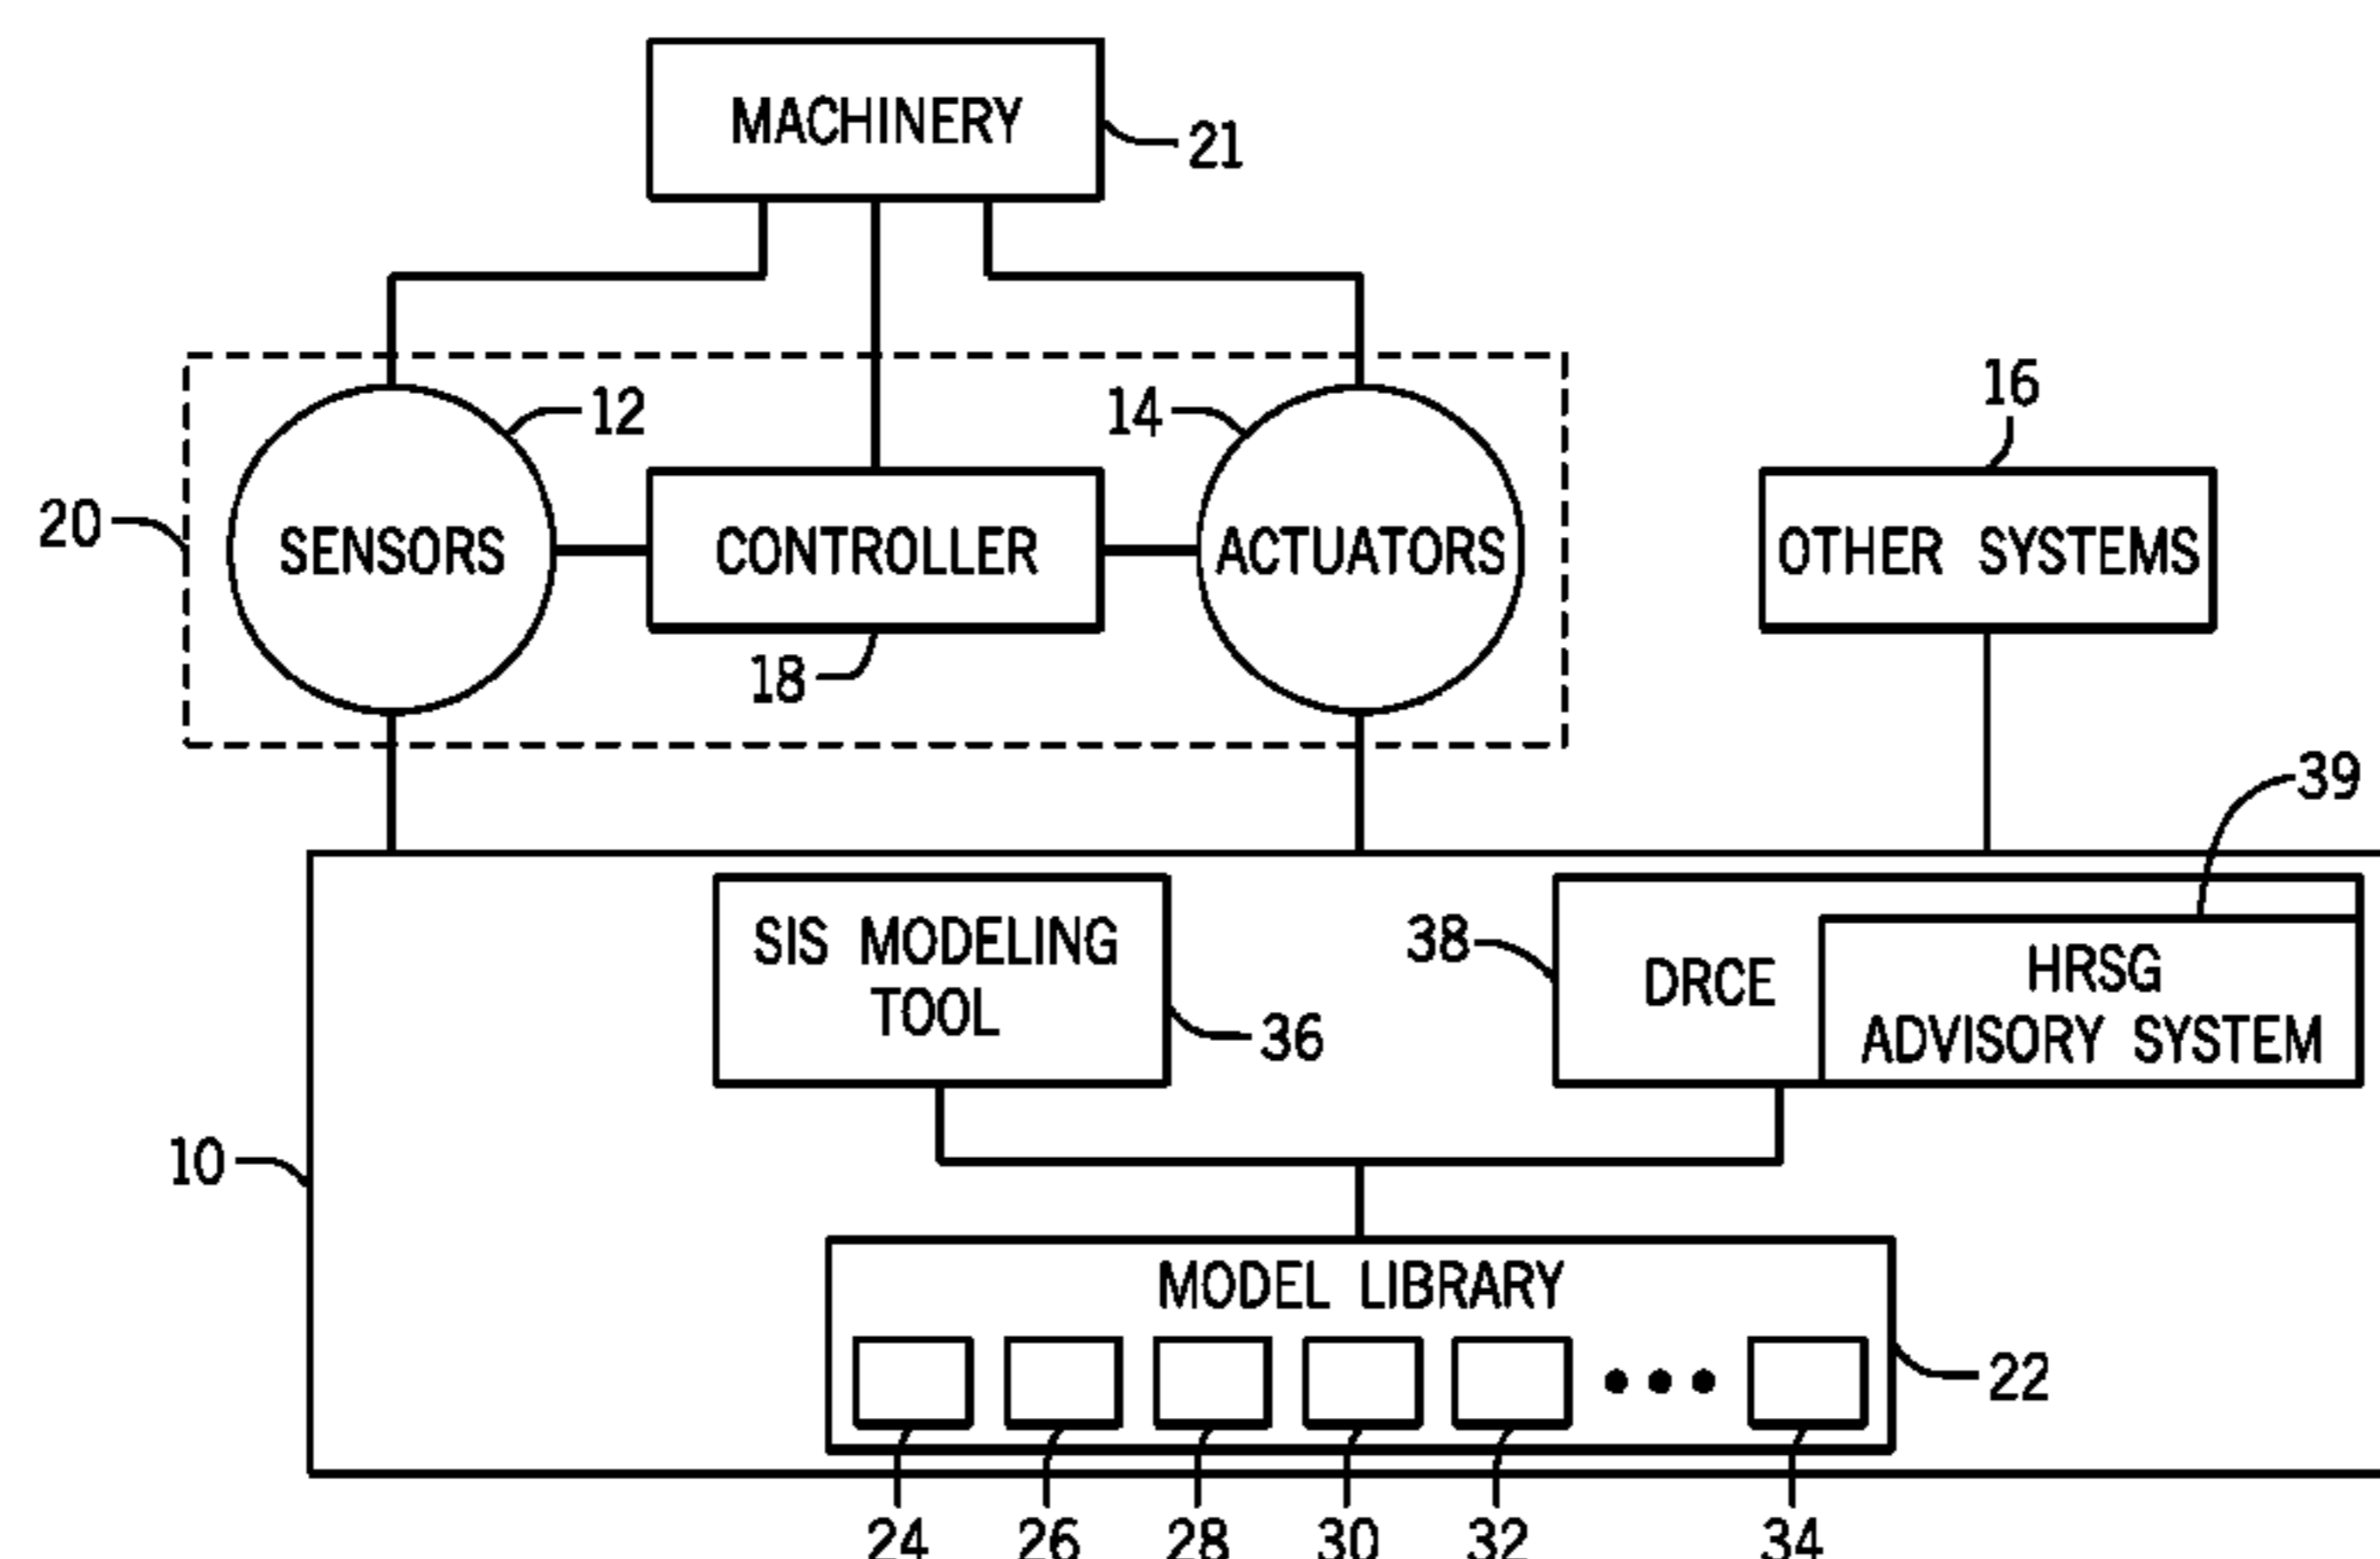 MACHINERY
21
12
14
16
20
SENSORS
CONTROLLER
ACTUATORS
OTHER SYSTEMS
18
39
SIS MODELING
TOOL
36
38
DRCE
HRSG
ADVISORY SYSTEM
10
MODEL LIBRARY
22
24 26 28 30 32 34